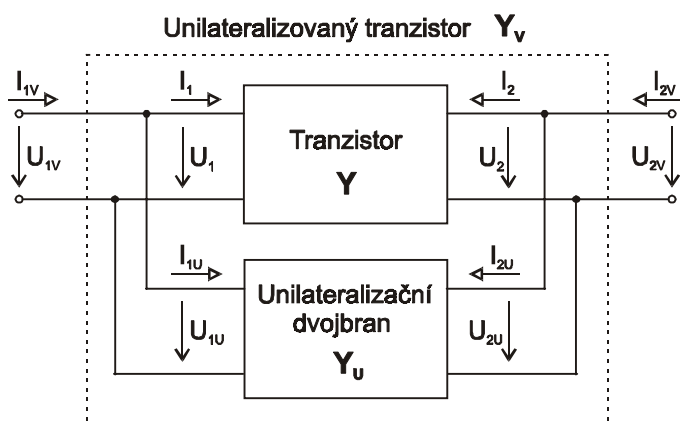 Unilateralizovaný tranzistor Yv
I1V I1 I2 I2V
Tranzistor
U1V U1 Y U2 U2V
I1U I2U
Unilateralizační
dvojbran
U1U YU U2U